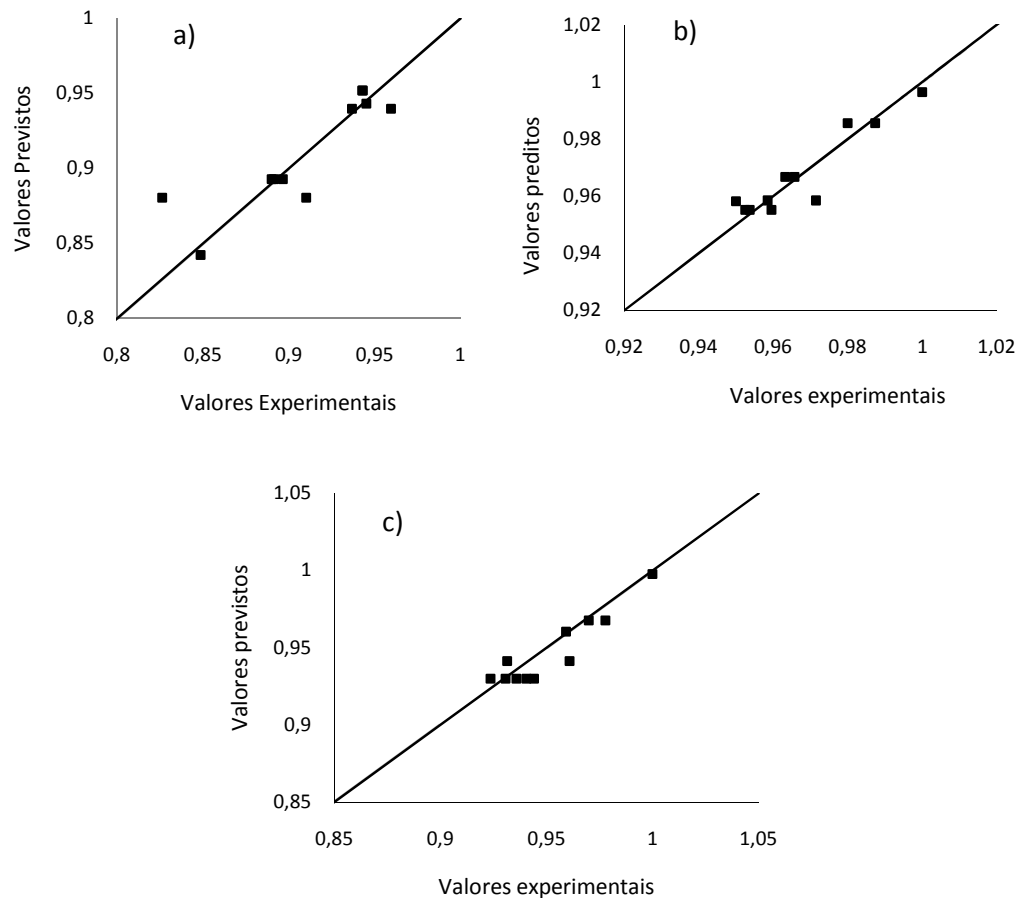 a)
Valores Previstos
1
0,95
0,9
0,85
0,8
0,8 0,85 0,9 0,95 1
Valores Experimentais
b)
Valores preditos
1,02
1
0,98
0,96
0,94
0,92
0,92 0,94 0,96 0,98 1 1,02
Valores experimentais
c)
Valores previstos
1,05
1
0,95
0,9
0,85
0,85 0,9 0,95 1 1,05
Valores experimentais